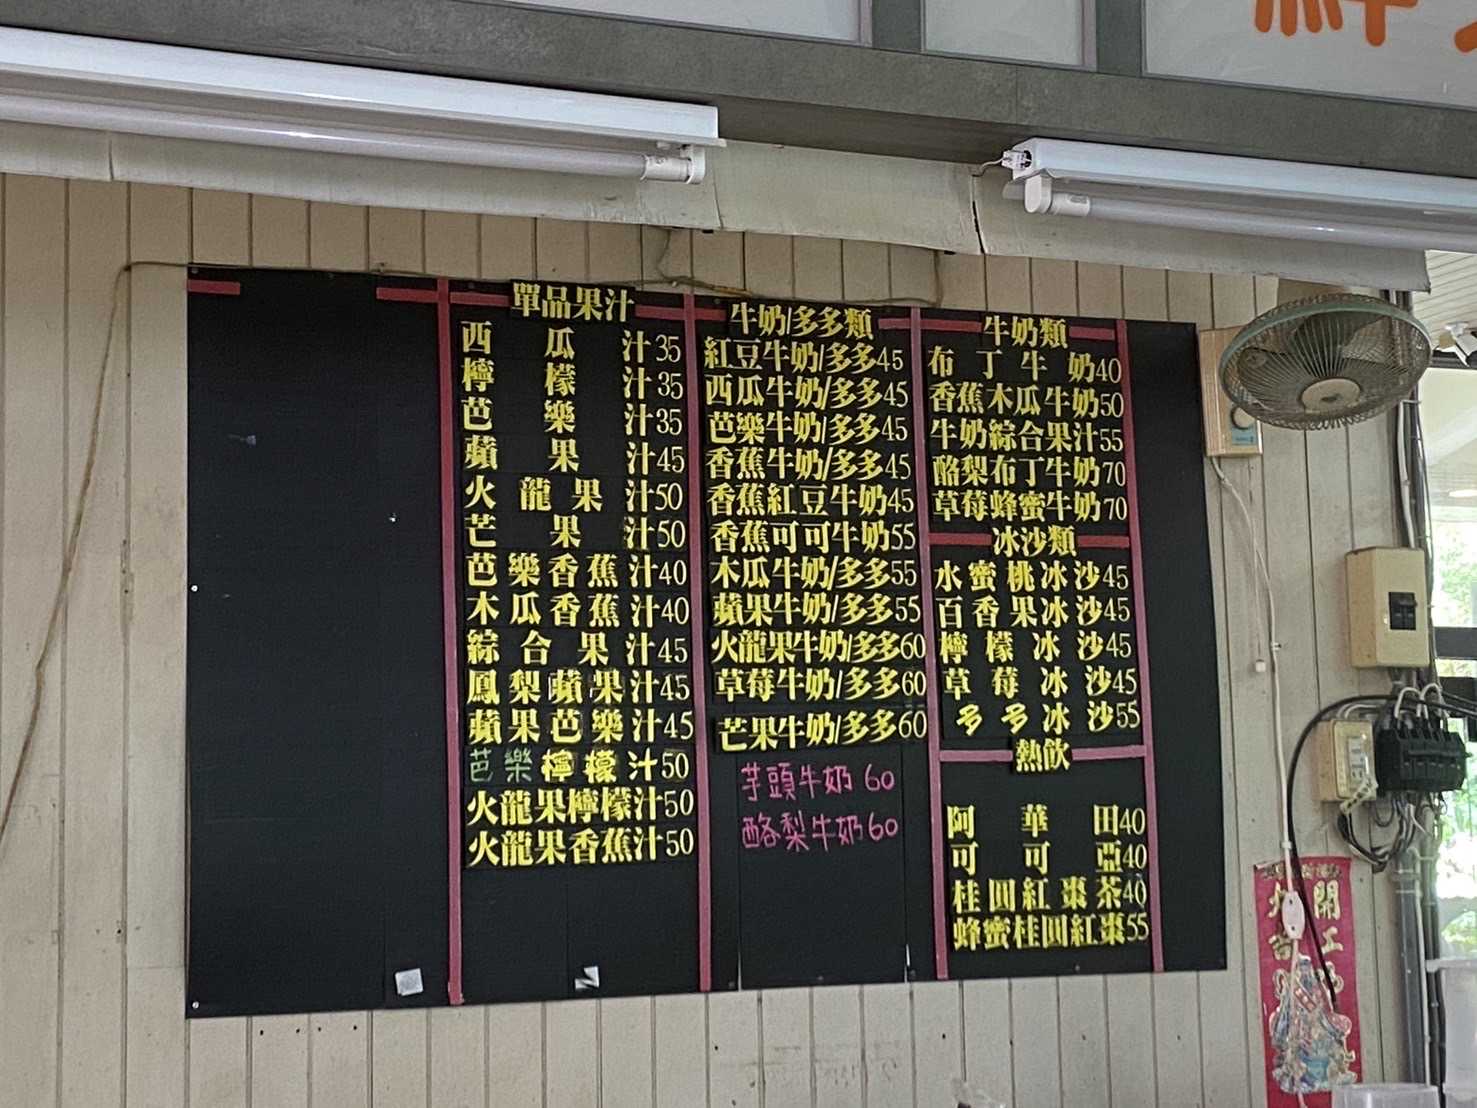 單品果汁
西瓜汁35
檸檬汁35
芭樂汁35
蘋果汁45
火龍果汁50
芒果汁50
芭樂香蕉汁40
木瓜香蕉汁40
綜合果汁45
鳳梨蘋果汁45
蘋果芭樂汁45
芭樂檸檬汁50
火龍果檸檬汁50
火龍果香蕉汁50
牛奶/多多類
紅豆牛奶/多多45
西瓜牛奶/多多45
芭樂牛奶/多多45
香蕉牛奶/多多45
香蕉紅豆牛奶45
香蕉可可牛奶55
木瓜牛奶/多多55
蘋果牛奶/多多55
火龍果牛奶/多多60
草莓牛奶/多多60
芒果牛奶/多多60
芋頭牛奶 60
酪梨牛奶60
牛奶類
布丁牛奶40
香蕉木瓜牛奶50
牛奶綜合果汁55
酪梨布丁牛奶70
草莓蜂蜜牛奶70
冰沙類
水蜜桃冰沙45
百香果冰沙45
檸檬冰沙45
草莓冰沙45
多多冰沙55
熱飲
阿華田40
可可亞40
桂圓紅棗茶40
蜂蜜桂圓紅棗55
開工
大吉